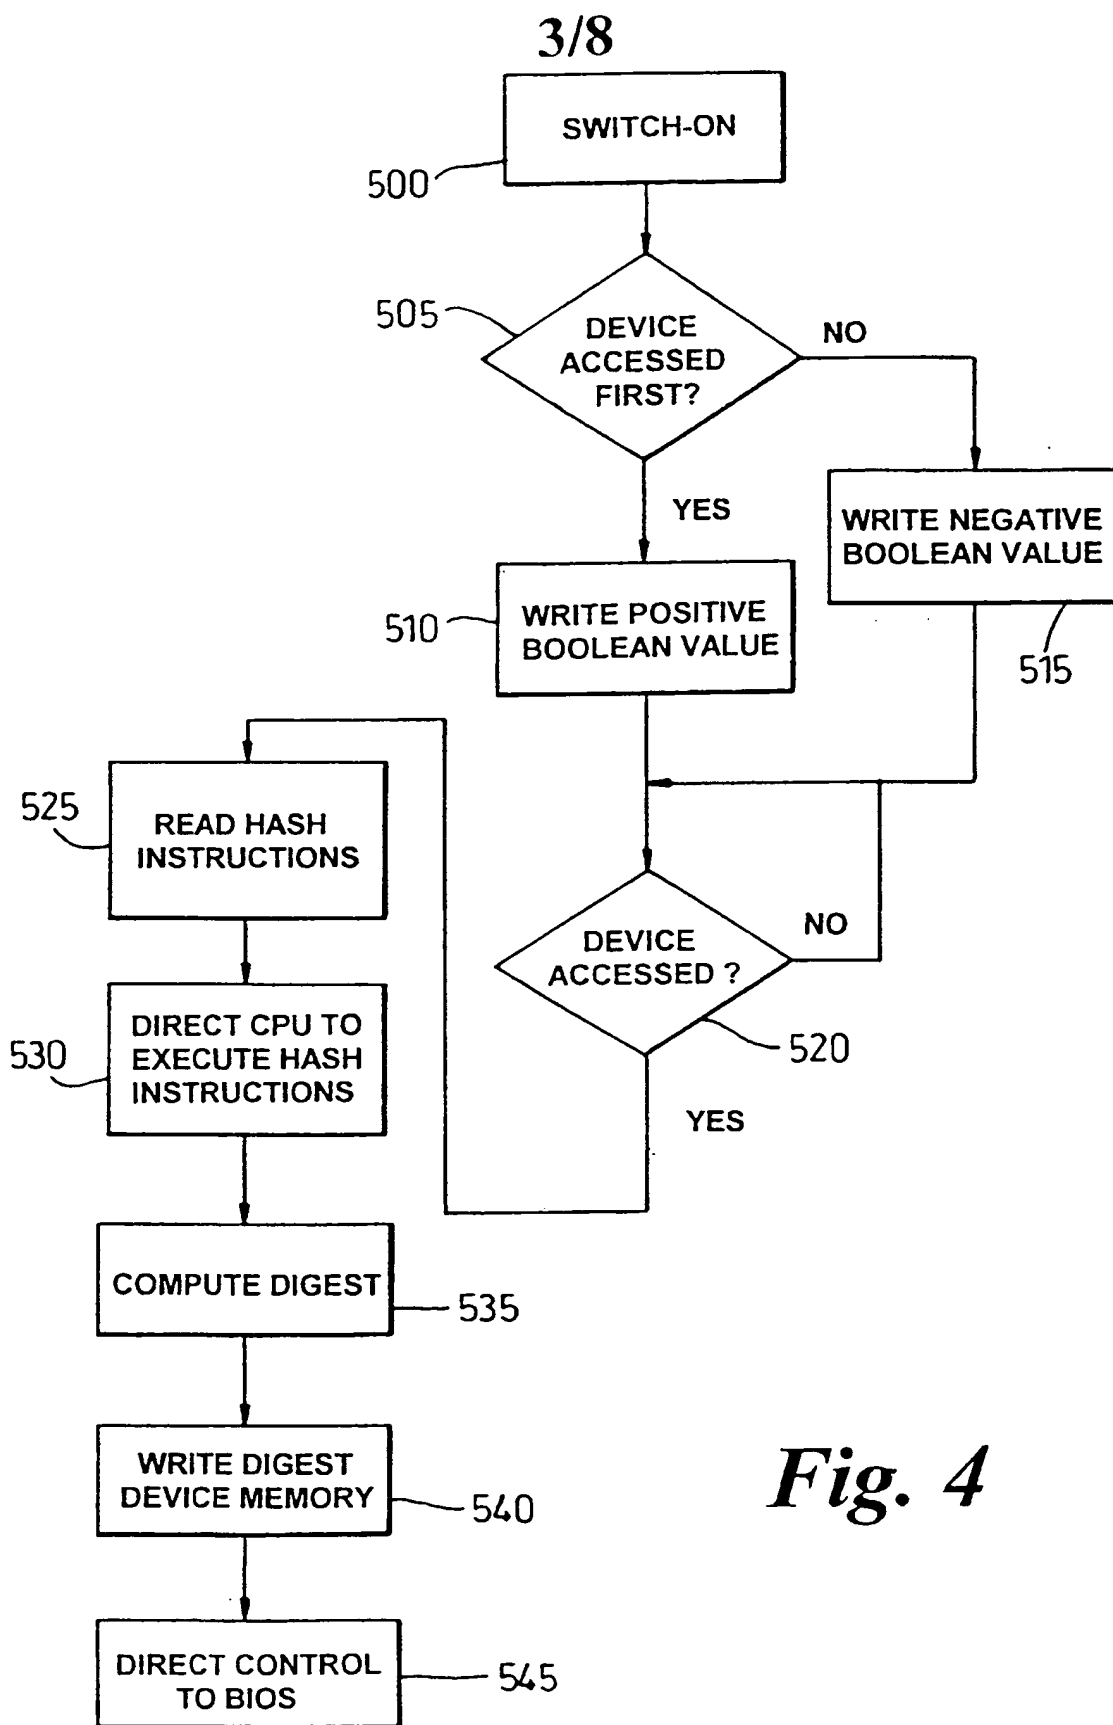 3/8
SWITCH-ON
500
505
DEVICE
ACCESSED
FIRST?
NO
YES
WRITE NEGATIVE
BOOLEAN VALUE
515
510
WRITE POSITIVE
BOOLEAN VALUE
525
READ HASH
INSTRUCTIONS
DEVICE
ACCESSED ?
NO
520
YES
530
DIRECT CPU TO
EXECUTE HASH
INSTRUCTIONS
COMPUTE DIGEST
535
WRITE DIGEST
DEVICE MEMORY
540
DIRECT CONTROL
TO BIOS
545
Fig. 4